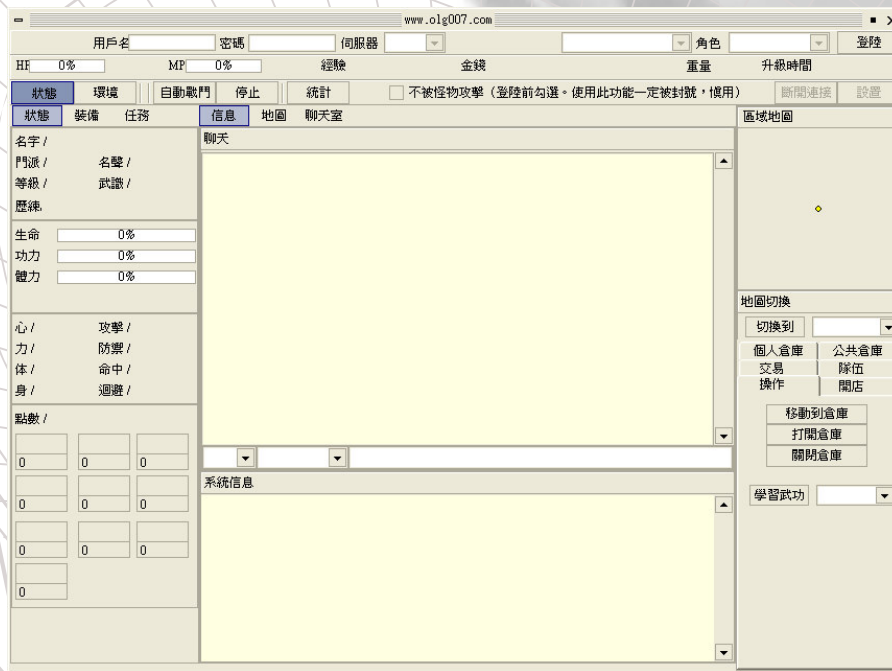 www.olg007.com
用戶名 密碼 伺服器 角色 登陸
HP 0% MP 0% 經驗 金錢 重量 升級時間
狀態 環境 自動戰鬥 停止 統計 不被怪物攻擊（登陸前勾選。使用此功能一定被封號，慎用） 斷開連接 設置
狀態 裝備 任務 信息 地圖 聊天室 區域地圖
名字 / 聊天
門派 / 名聲 /
等級 / 武識 /
歷練
生命 0%
功力 0%
體力 0%
地圖切換
心 / 攻擊 / 切換到
力 / 防禦 / 個人倉庫 公共倉庫
体 / 命中 / 交易 隊伍
身 / 迴避 / 操作 開店
點數 / 移動到倉庫
打開倉庫
0 0 0 關閉倉庫
系統信息
0 0 0 學習武功
0 0 0
0